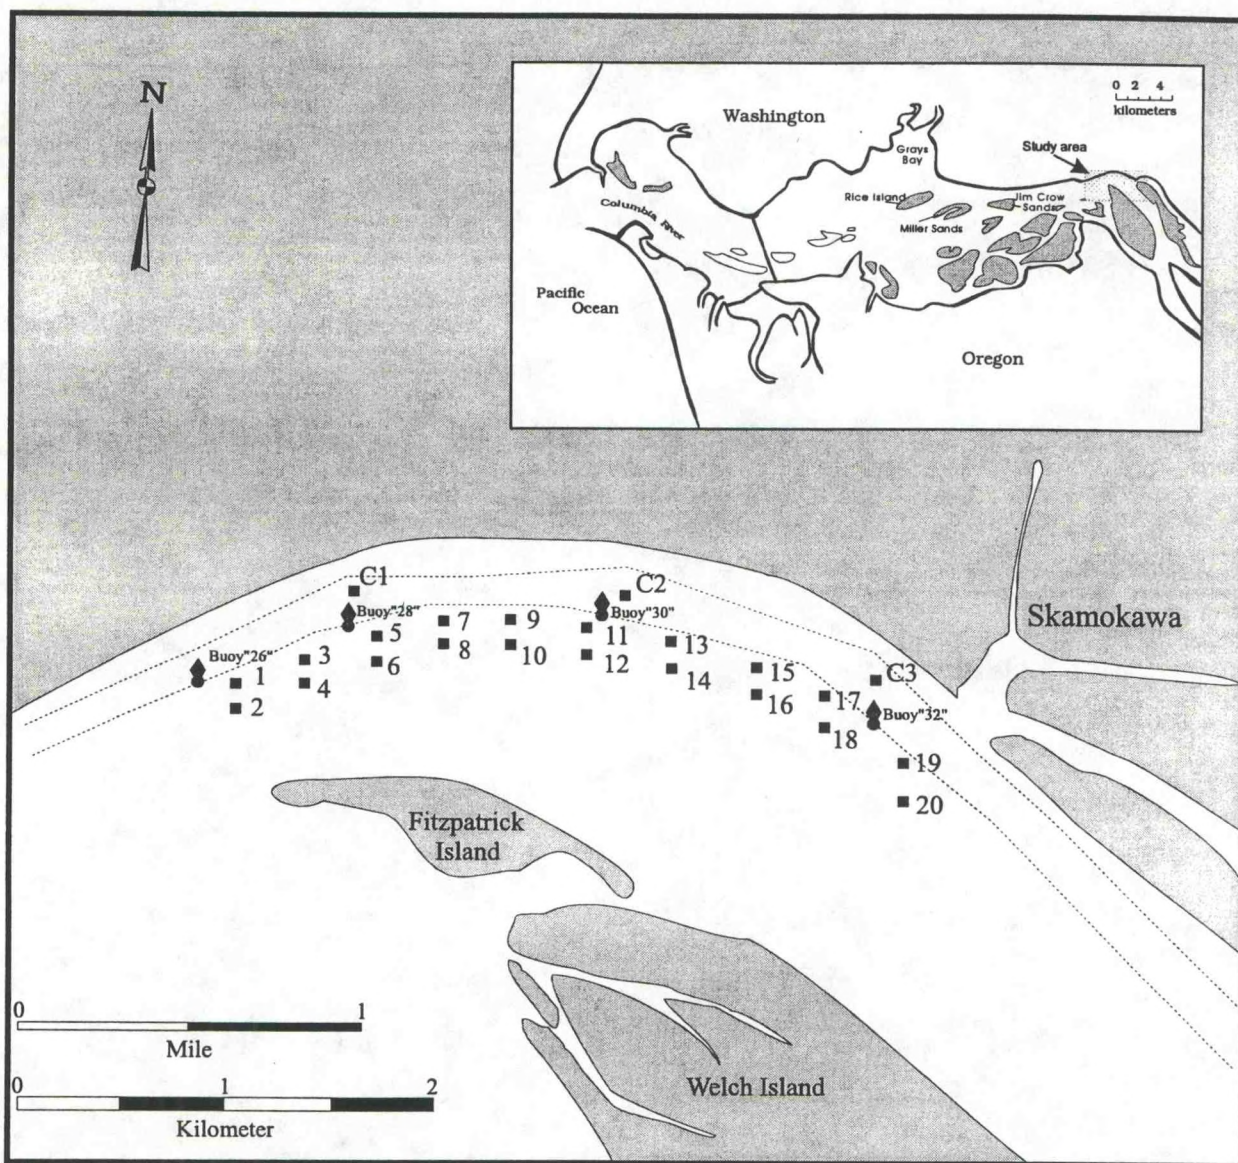 N
Washington
0 2 4
kilometers
Grays
Bay
Study area
Rice Island
Jim Crow
Sands
Columbia River
Miller Sands
Pacific
Ocean
Oregon
C1
C2
Buoy"28"
Buoy"30"
Skamokawa
7
9
5
11
8
10
13
6
12
Buoy"26"
3
14
15
C3
1
4
16
17
2
Buoy"32"
18
19
20
Fitzpatrick
Island
0 1
Mile
0 1 2
Kilometer
Welch Island